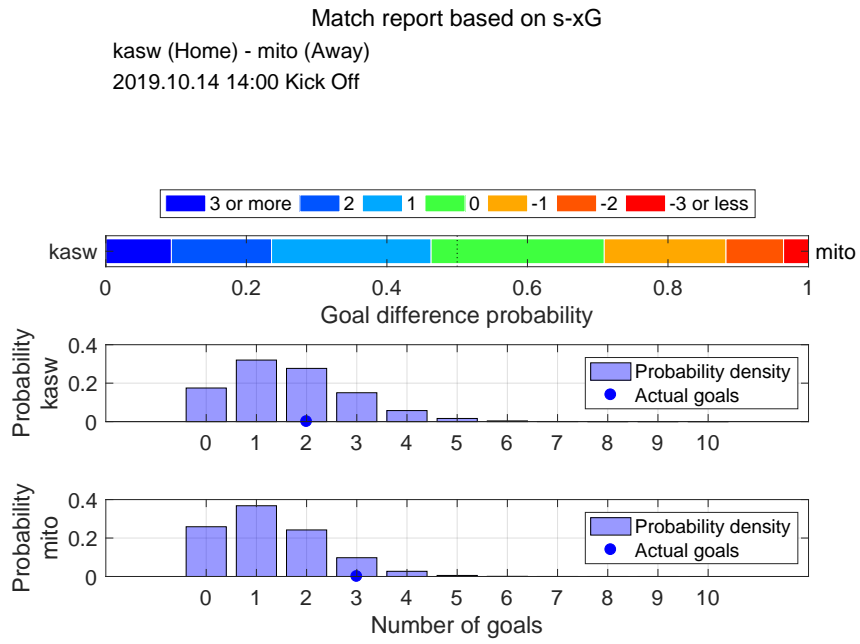 Match report based on s-xG
kasw (Home) - mito (Away)
2019.10.14 14:00 Kick Off
3 or more 2 1 0 -1 -2 -3 or less
kasw mito
0 0.2 0.4 0.6 0.8 1
Goal difference probability
Probability
kasw
0.4
0.2
0
Probability density
Actual goals
0 1 2 3 4 5 6 7 8 9 10
Probability
mito
0.4
0.2
0
Probability density
Actual goals
0 1 2 3 4 5 6 7 8 9 10
Number of goals